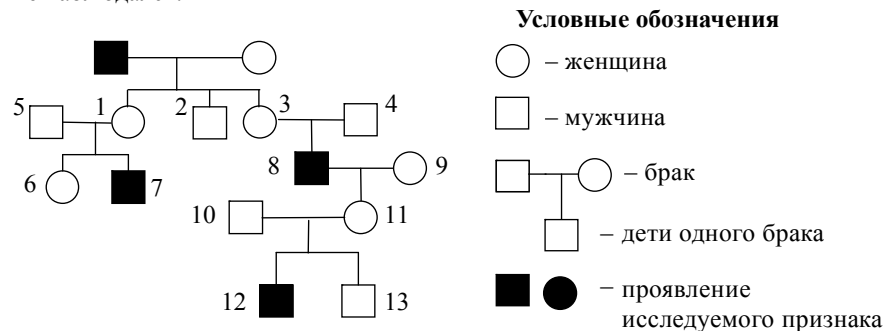 Условные обозначения
– женщина
– мужчина
– брак
– дети одного брака
– проявление
исследуемого признака
5 1 2 3 4
6 7 8 9
10 11
12 13